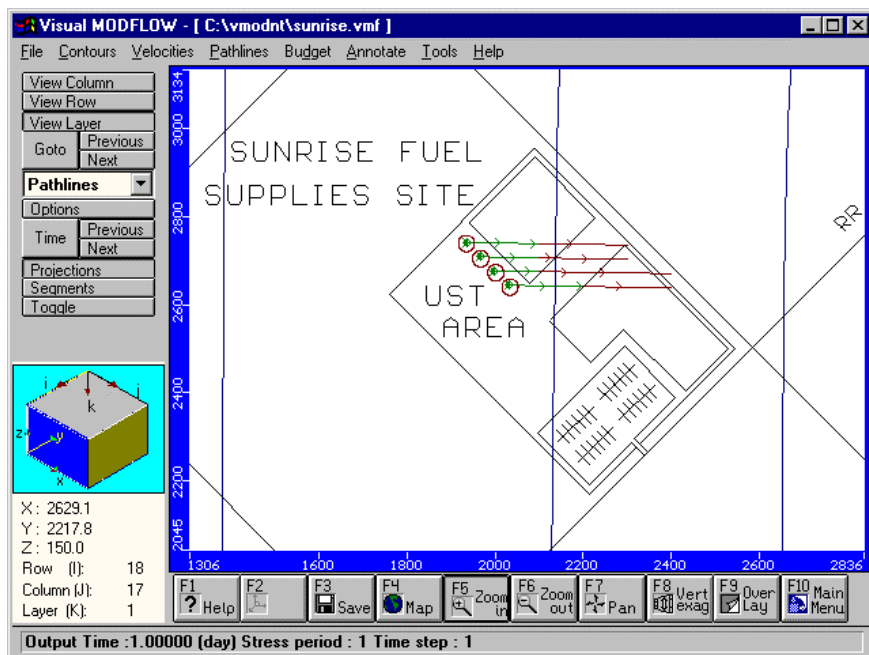 Visual MODFLOW - [ C:\vmodnt\sunrise.vmf ]
File Contours Velocities Pathlines Budget Annotate Tools Help
View Column
View Row
View Layer
Goto
Previous
Next
Pathlines
Options
Time
Previous
Next
Projections
Segments
Toggle
i
j
k
z
y
x
X: 2629.1
Y: 2217.8
Z: 150.0
Row (I): 18
Column (J): 17
Layer (K): 1
3134
3000
2800
2600
2400
2200
2045
SUNRISE FUEL
SUPPLIES SITE
UST
AREA
RR
1306 1600 1800 2000 2200 2400 2600 2836
F1 ? Help
F2
F3 Save
F4 Map
F5 Zoom in
F6 Zoom out
F7 Pan
F8 Vert exag
F9 Over Lay
F10 Main Menu
Output Time :1.00000 (day) Stress period : 1 Time step : 1